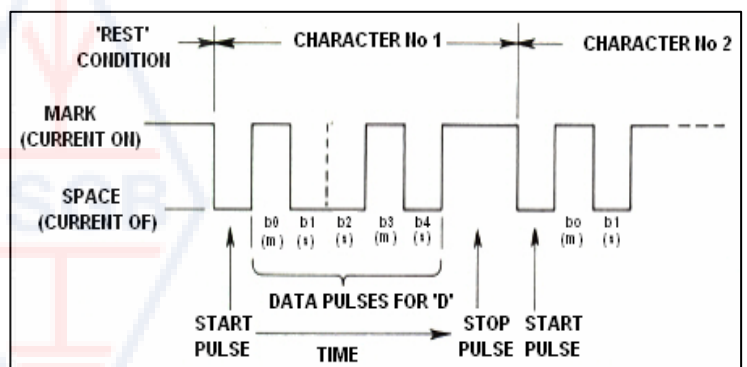 'REST'
CONDITION
CHARACTER No 1
CHARACTER No 2
MARK
(CURRENT ON)
SPACE
(CURRENT OF)
b0 b1 b2 b3 b4 bo b1
(m) (s) (s) (m) (s) (m) (s)
DATA PULSES FOR 'D'
START
PULSE
TIME
STOP
PULSE
START
PULSE